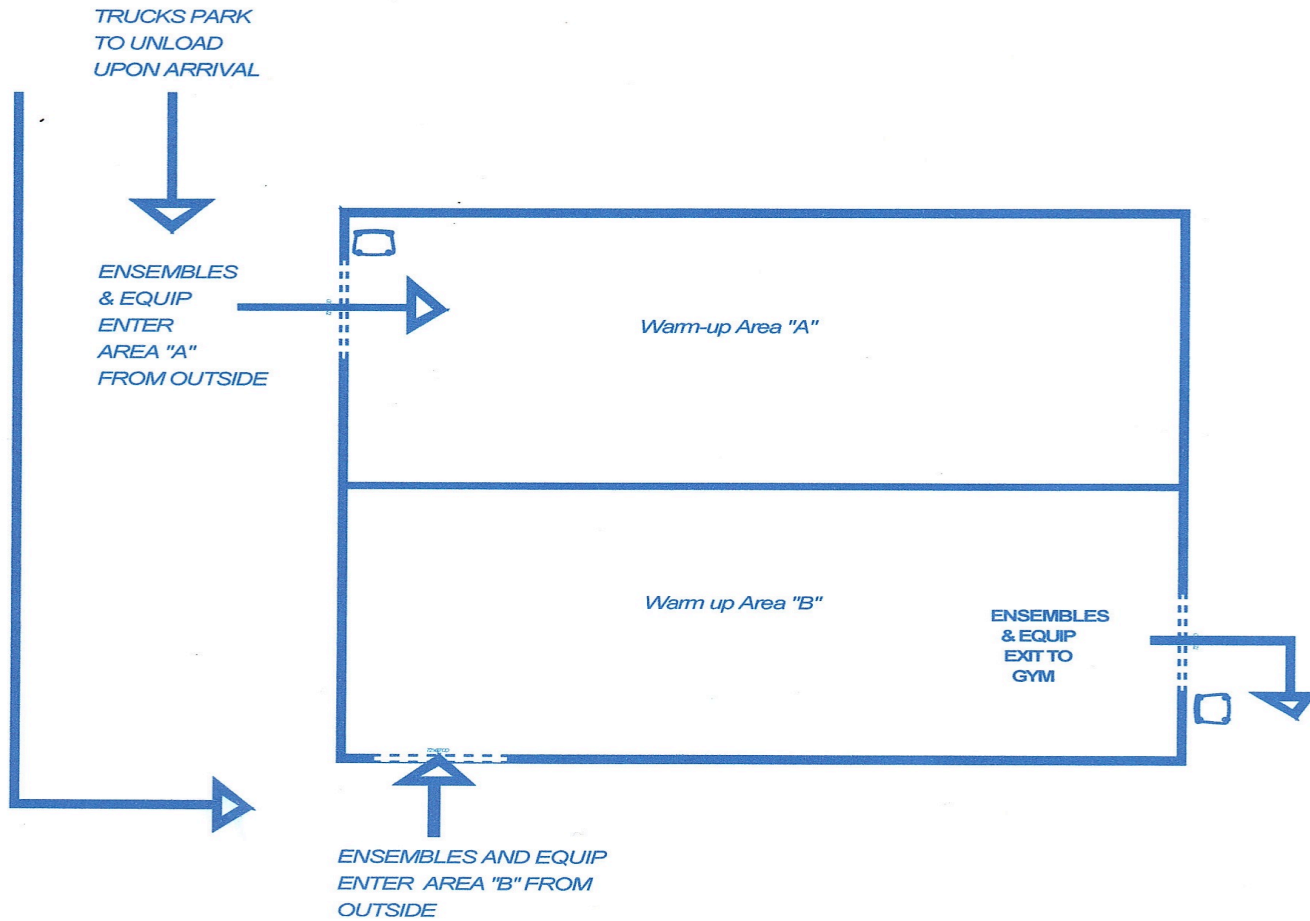 TRUCKS PARK
TO UNLOAD
UPON ARRIVAL
ENSEMBLES
& EQUIP
ENTER
AREA "A"
FROM OUTSIDE
Warm-up Area "A"
Warm up Area "B"
ENSEMBLES
& EQUIP
EXIT TO
GYM
ENSEMBLES AND EQUIP
ENTER AREA "B" FROM
OUTSIDE